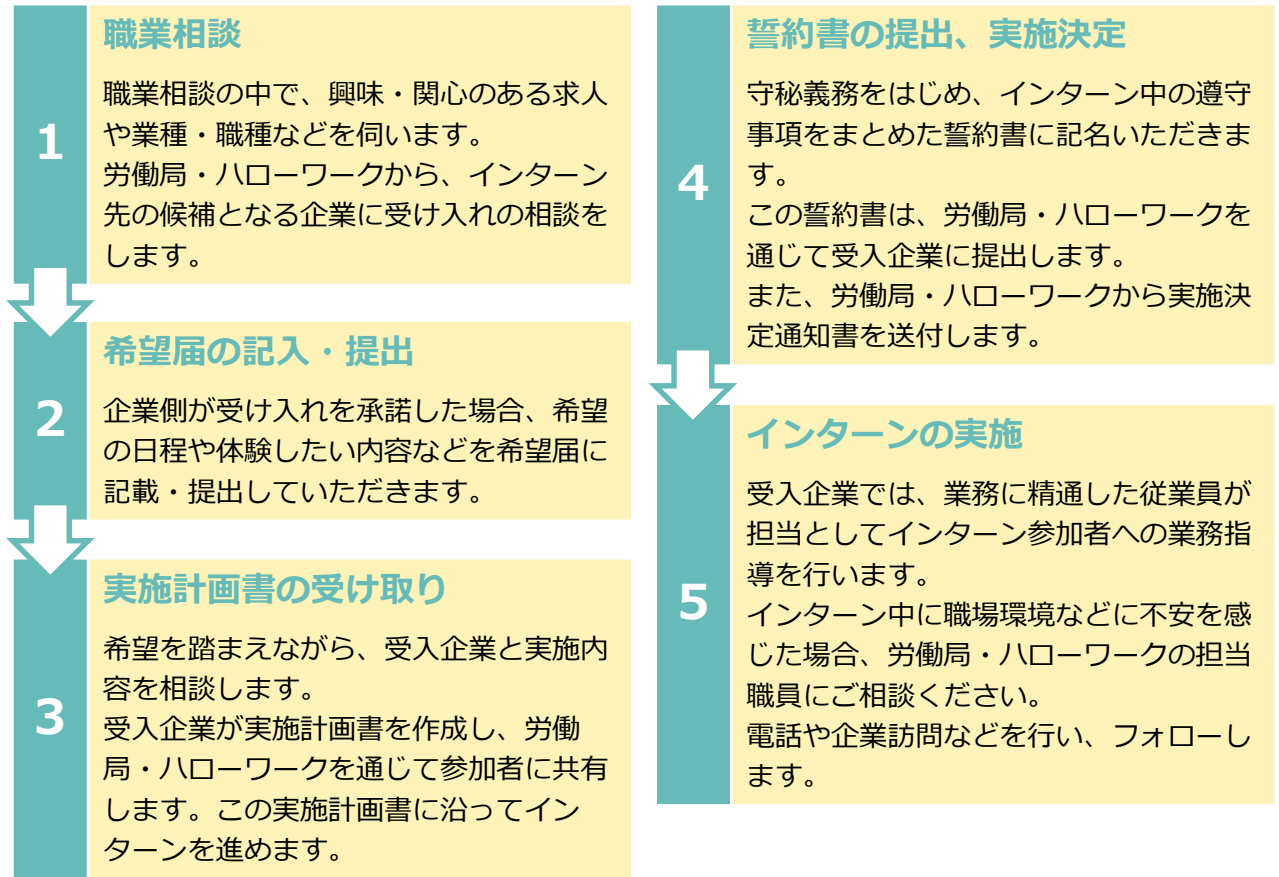 1
職業相談
職業相談の中で、興味・関心のある求人
や業種・職種などを伺います。
労働局・ハローワークから、インターン
先の候補となる企業に受け入れの相談を
します。
2
希望届の記入・提出
企業側が受け入れを承諾した場合、希望
の日程や体験したい内容などを希望届に
記載・提出していただきます。
3
実施計画書の受け取り
希望を踏まえながら、受入企業と実施内
容を相談します。
受入企業が実施計画書を作成し、労働
局・ハローワークを通じて参加者に共有
します。この実施計画書に沿ってイン
ターンを進めます。
4
誓約書の提出、実施決定
守秘義務をはじめ、インターン中の遵守
事項をまとめた誓約書に記名いただきま
す。
この誓約書は、労働局・ハローワークを
通じて受入企業に提出します。
また、労働局・ハローワークから実施決
定通知書を送付します。
5
インターンの実施
受入企業では、業務に精通した従業員が
担当としてインターン参加者への業務指
導を行います。
インターン中に職場環境などに不安を感
じた場合、労働局・ハローワークの担当
職員にご相談ください。
電話や企業訪問などを行い、フォローし
ます。